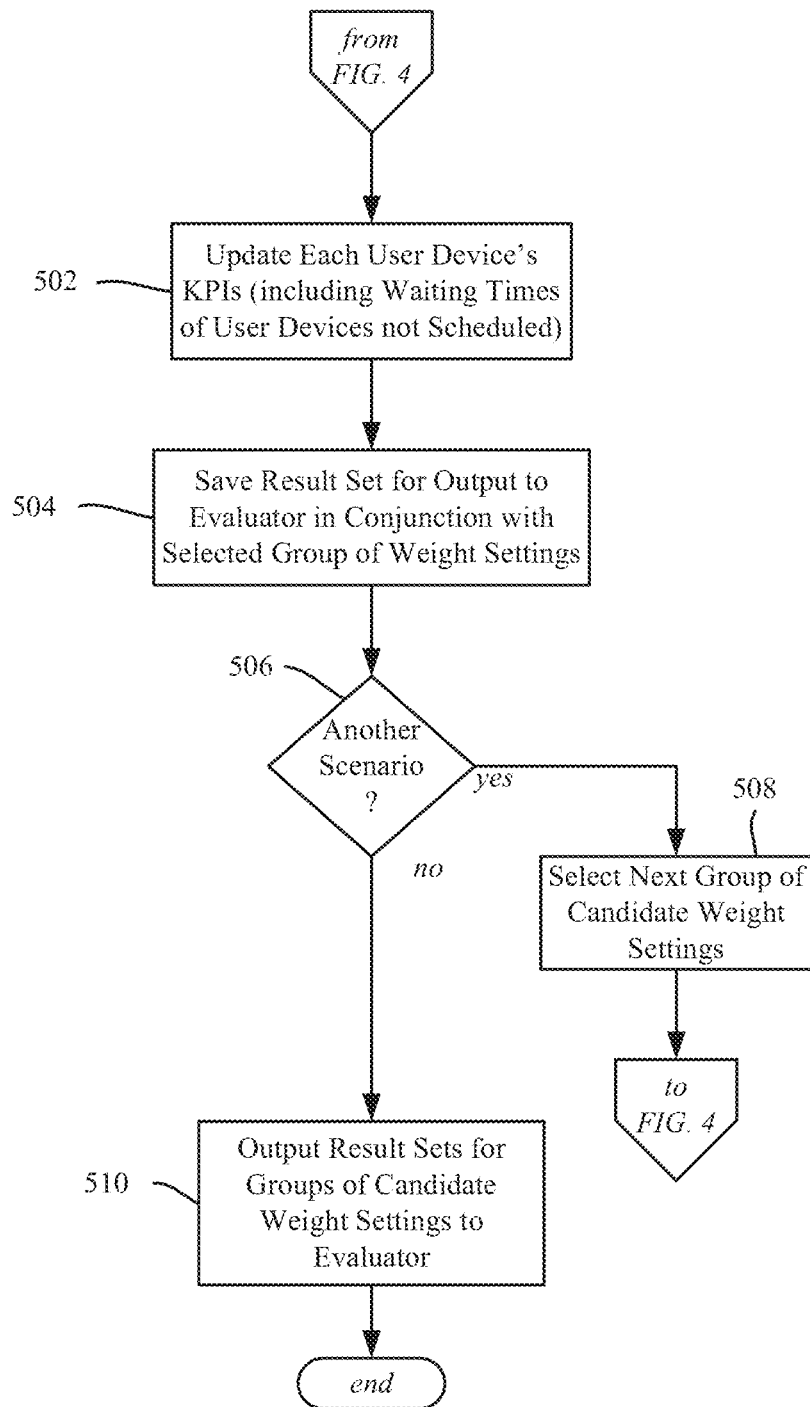 from
FIG. 4
502
Update Each User Device's
KPIs (including Waiting Times
of User Devices not Scheduled)
504
Save Result Set for Output to
Evaluator in Conjunction with
Selected Group of Weight Settings
506
Another
Scenario
?
yes
no
508
Select Next Group of
Candidate Weight
Settings
to
FIG. 4
510
Output Result Sets for
Groups of Candidate
Weight Settings to
Evaluator
end